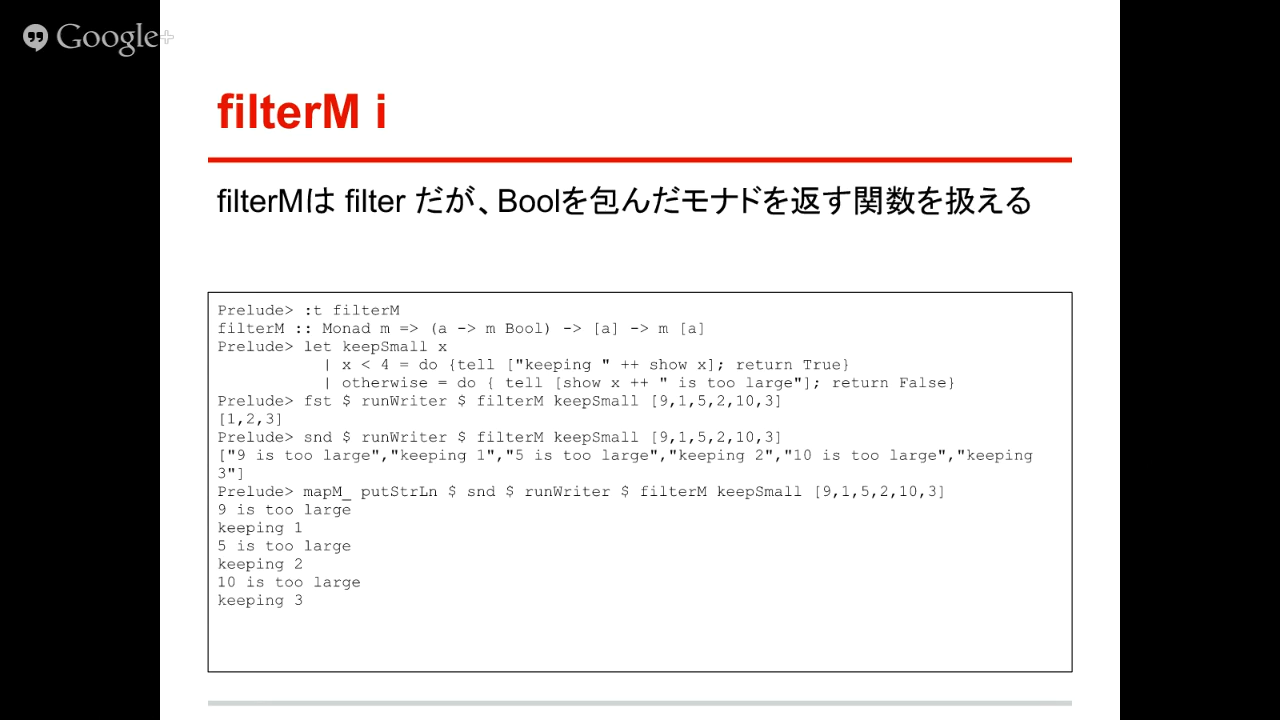 Google+
filterM i
filterMは filter だが、Boolを包んだモナドを返す関数を扱える
Prelude> :t filterM
filterM :: Monad m => (a -> m Bool) -> [a] -> m [a]
Prelude> let keepSmall x
| x < 4 = do {tell ["keeping " ++ show x]; return True}
| otherwise = do { tell [show x ++ " is too large"]; return False}
Prelude> fst $ runWriter $ filterM keepSmall [9,1,5,2,10,3]
[1,2,3]
Prelude> snd $ runWriter $ filterM keepSmall [9,1,5,2,10,3]
["9 is too large","keeping 1","5 is too large","keeping 2","10 is too large","keeping
3"]
Prelude> mapM_ putStrLn $ snd $ runWriter $ filterM keepSmall [9,1,5,2,10,3]
9 is too large
keeping 1
5 is too large
keeping 2
10 is too large
keeping 3